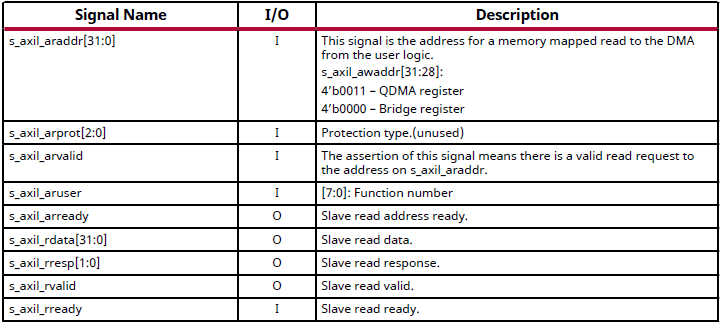 Signal Name I/O Description
s_axil_araddr[31:0] I This signal is the address for a memory mapped read to the DMA
from the user logic.
s_axil_awaddr[31:28]:
4’b0011 – QDMA register
4’b0000 – Bridge register
s_axil_arprot[2:0] I Protection type.(unused)
s_axil_arvalid I The assertion of this signal means there is a valid read request to
the address on s_axil_araddr.
s_axil_aruser I [7:0]: Function number
s_axil_arready O Slave read address ready.
s_axil_rdata[31:0] O Slave read data.
s_axil_rresp[1:0] O Slave read response.
s_axil_rvalid O Slave read valid.
s_axil_rready I Slave read ready.